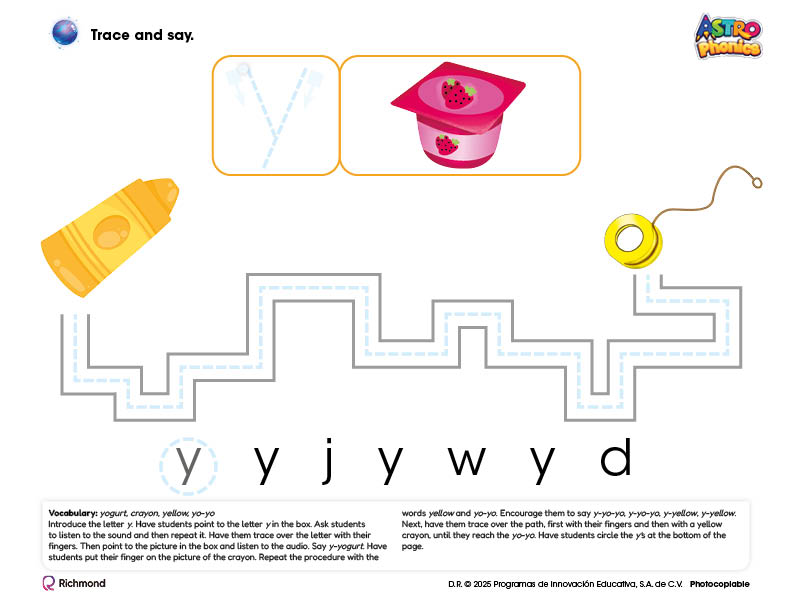 Trace and say.
ASTRO
Phonics
y
y y j y w y d
Vocabulary: yogurt, crayon, yellow, yo-yo
Introduce the letter y. Have students point to the letter y in the box. Ask students
to listen to the sound and then repeat it. Have them trace over the letter with their
fingers. Then point to the picture in the box and listen to the audio. Say y-yogurt. Have
students put their finger on the picture of the crayon. Repeat the procedure with the
words yellow and yo-yo. Encourage them to say y-yo-yo, y-yo-yo, y-yellow, y-yellow.
Next, have them trace over the path, first with their fingers and then with a yellow
crayon, until they reach the yo-yo. Have students circle the y's at the bottom of the
page.
Richmond
D.R. © 2025 Programas de Innovación Educativa, S.A. de C.V. Photocopiable